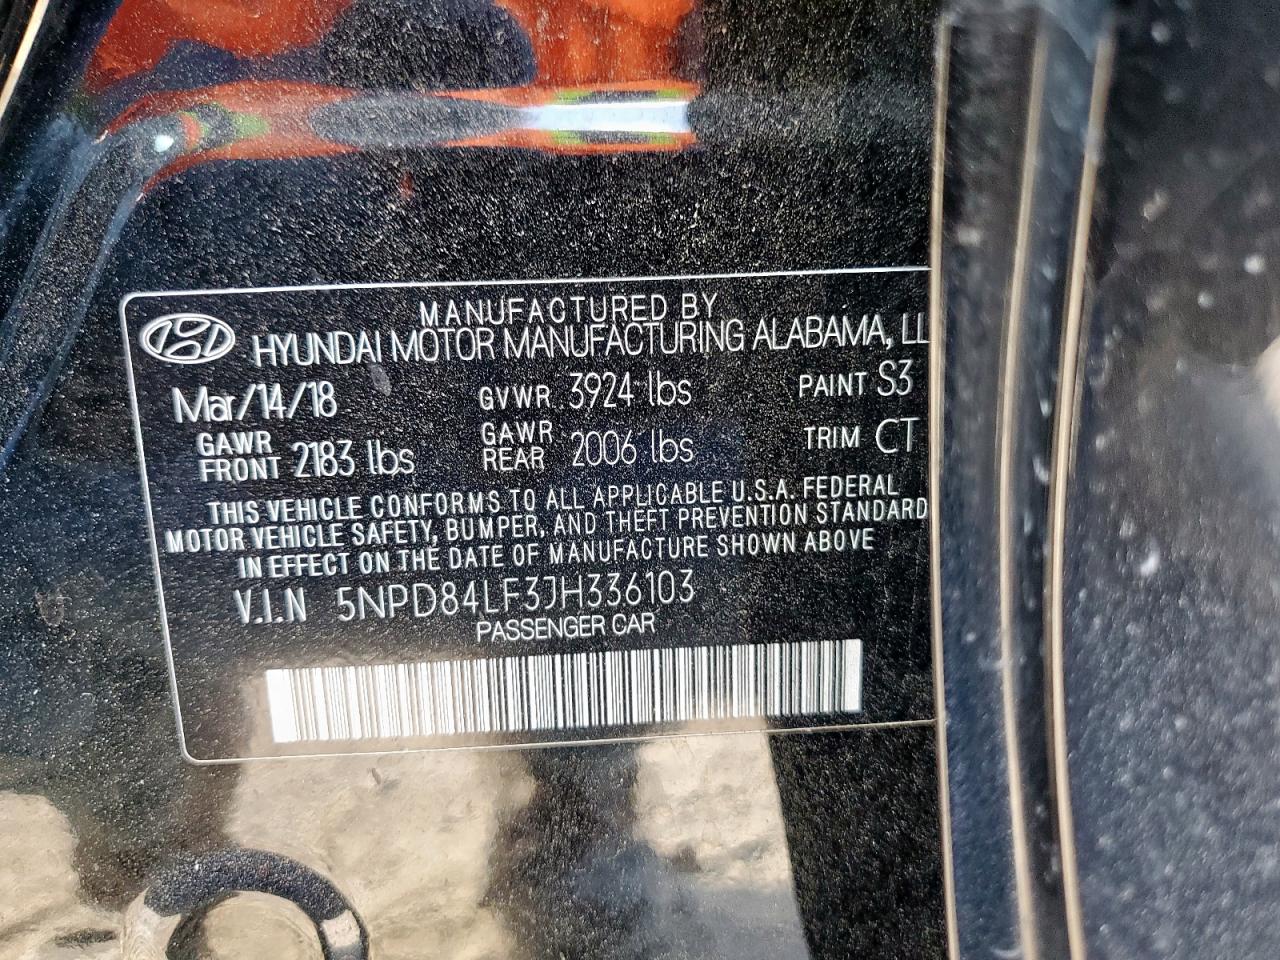 MANUFACTURED BY
HYUNDAI MOTOR MANUFACTURING ALABAMA, LL
Mar/14/18 GVWR 3924 lbs PAINT S3
GAWR FRONT 2183 lbs GAWR REAR 2006 lbs TRIM CT
THIS VEHICLE CONFORMS TO ALL APPLICABLE U.S.A. FEDERAL
MOTOR VEHICLE SAFETY, BUMPER, AND THEFT PREVENTION STANDARD
IN EFFECT ON THE DATE OF MANUFACTURE SHOWN ABOVE
V.I.N 5NPD84LF3JH336103
PASSENGER CAR